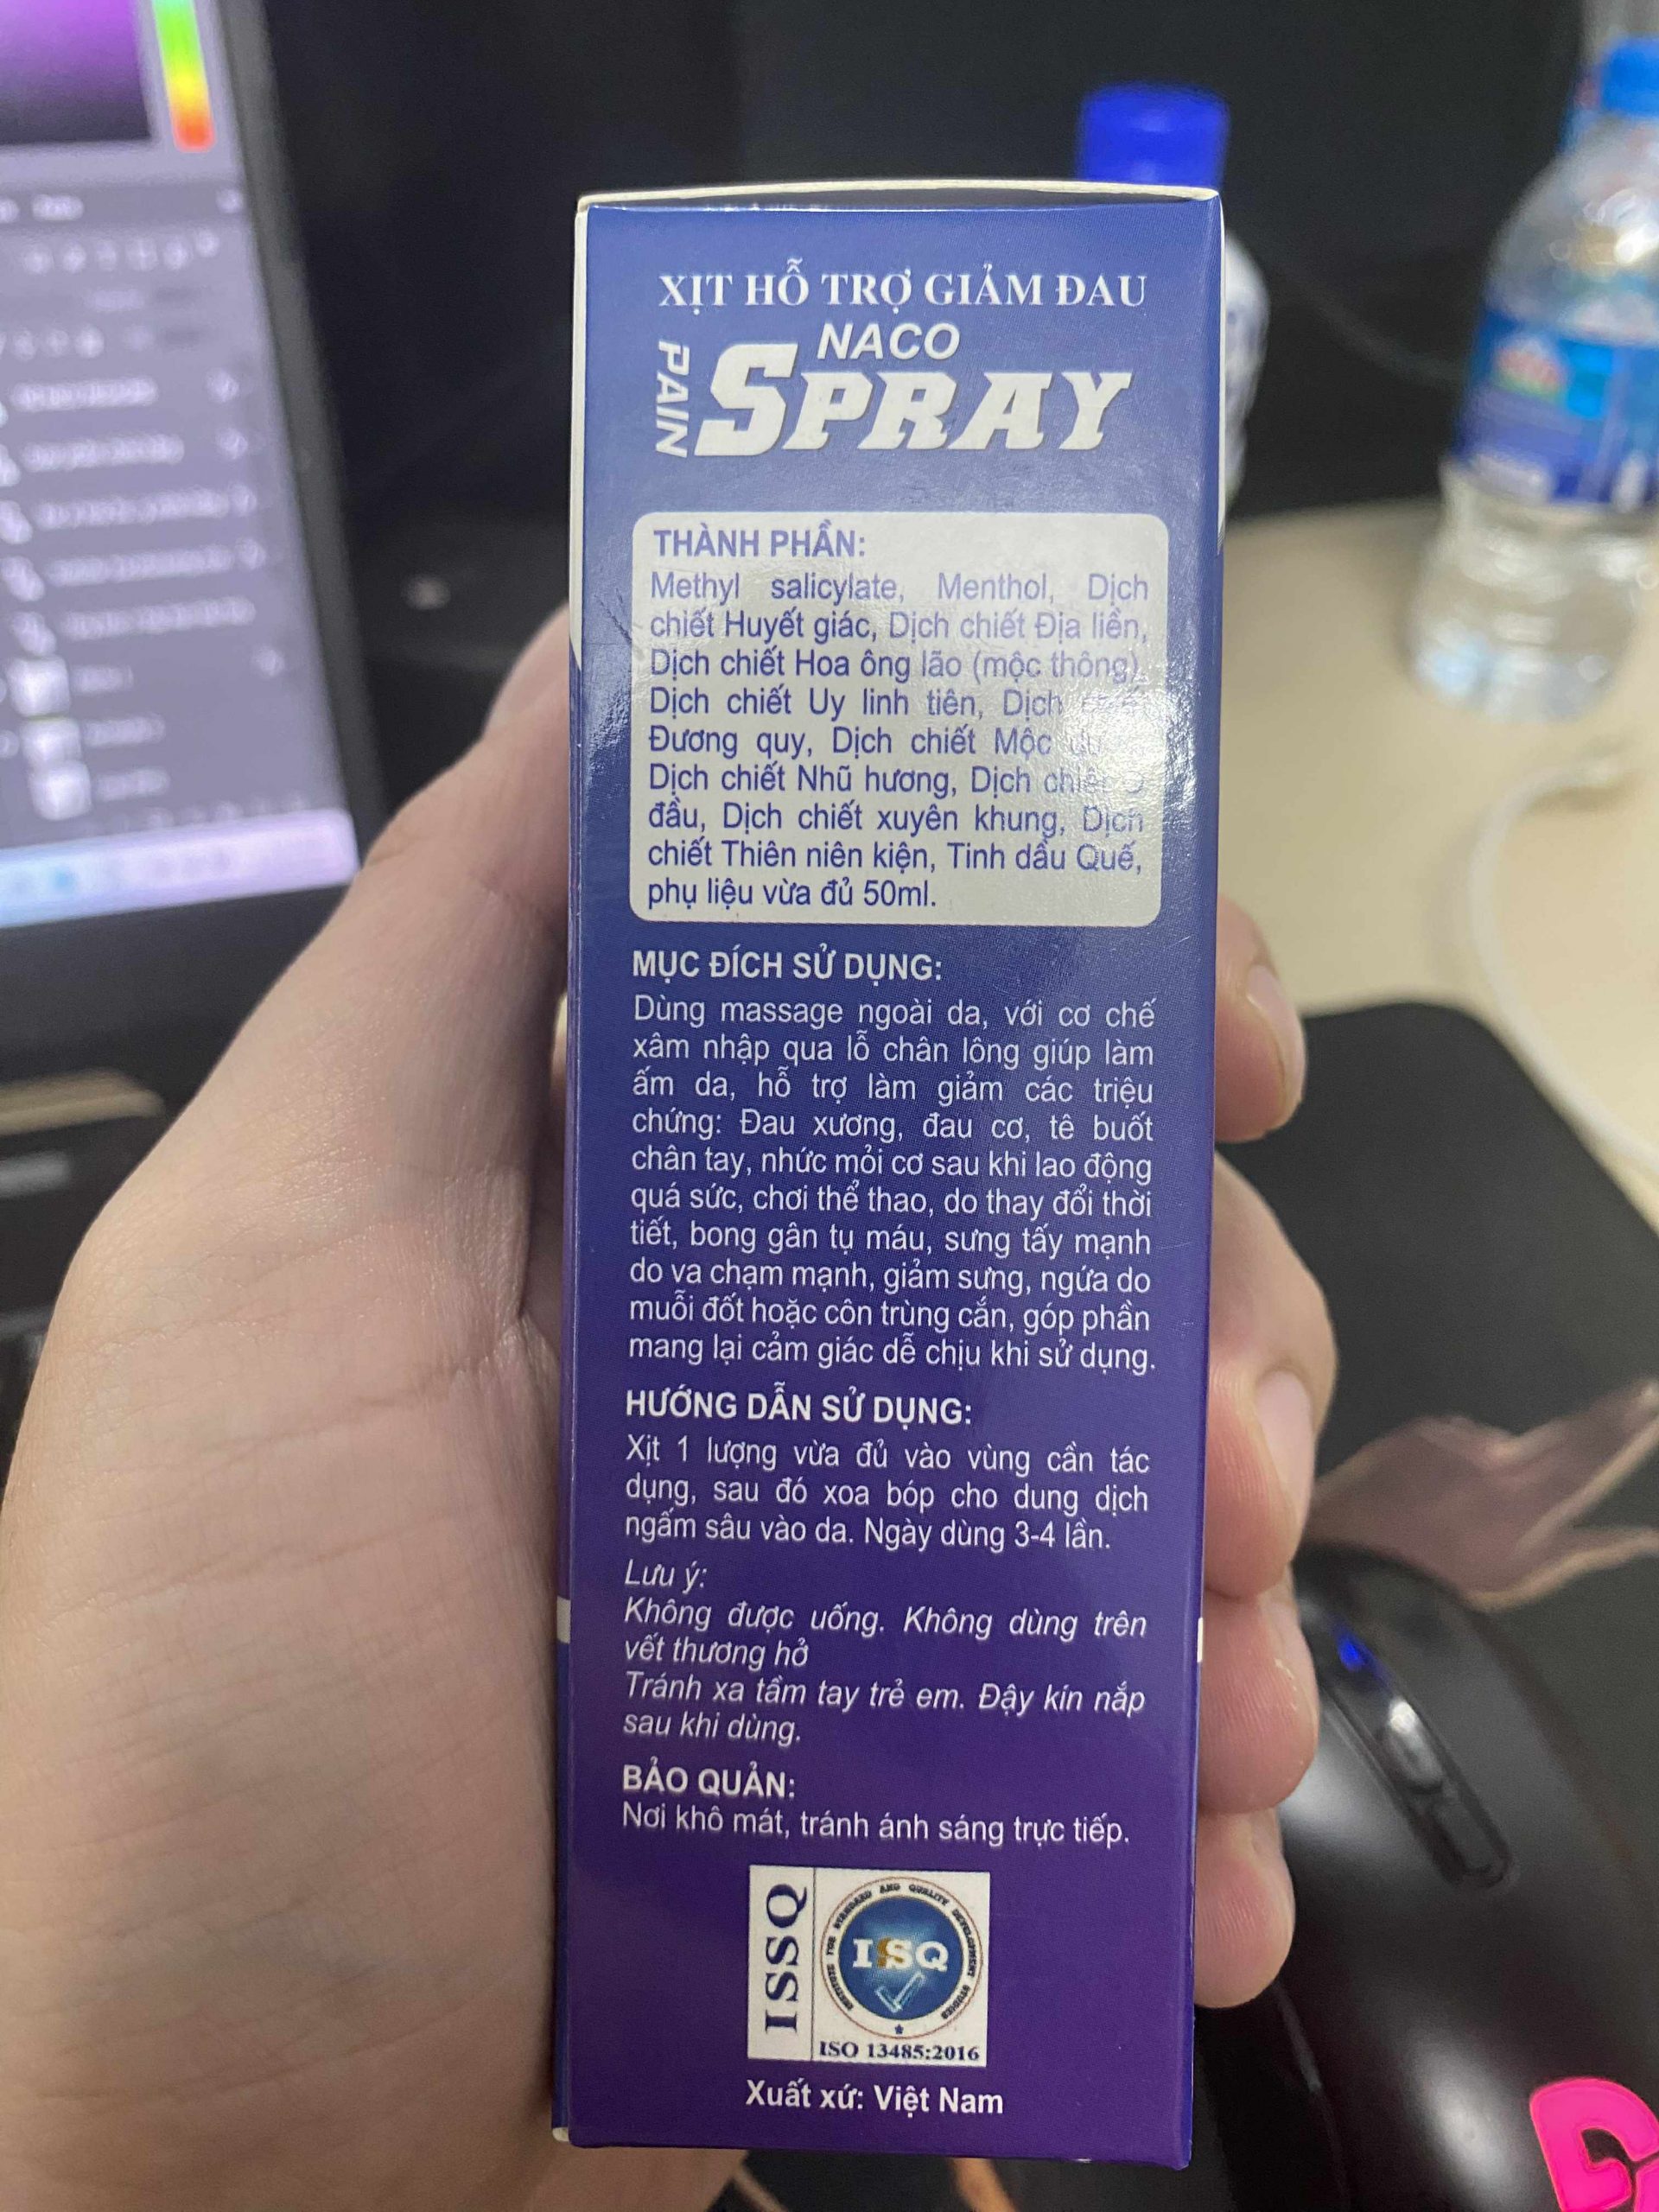 XỊT HỖ TRỢ GIẢM ĐAU
NACO
PAIN SPRAY
THÀNH PHẦN:
Methyl salicylate, Menthol, Dịch
chiết Huyết giác, Dịch chiết Địa liền,
Dịch chiết Hoa ông lão (mộc thông),
Dịch chiết Uy linh tiên, Dịch
Đương quy, Dịch chiết Mộc
Dịch chiết Nhũ hương, Dịch chiết
đầu, Dịch chiết xuyên khung, Dịch
chiết Thiên niên kiện, Tinh dầu Quế,
phụ liệu vừa đủ 50ml.
MỤC ĐÍCH SỬ DỤNG:
Dùng massage ngoài da, với cơ chế
xâm nhập qua lỗ chân lông giúp làm
ấm da, hỗ trợ làm giảm các triệu
chứng: Đau xương, đau cơ, tê buốt
chân tay, nhức mỏi cơ sau khi lao động
quá sức, chơi thể thao, do thay đổi thời
tiết, bong gân tụ máu, sưng tấy mạnh
do va chạm mạnh, giảm sưng, ngứa do
muỗi đốt hoặc côn trùng cắn, góp phần
mang lại cảm giác dễ chịu khi sử dụng.
HƯỚNG DẪN SỬ DỤNG:
Xịt 1 lượng vừa đủ vào vùng cần tác
dụng, sau đó xoa bóp cho dung dịch
ngấm sâu vào da. Ngày dùng 3-4 lần.
Lưu ý:
Không được uống. Không dùng trên
vết thương hở
Tránh xa tầm tay trẻ em. Đậy kín nắp
sau khi dùng.
BẢO QUẢN:
Nơi khô mát, tránh ánh sáng trực tiếp.
ISSQ
INSTITUTE FOR STANDARD AND QUALITY DEVELOPMENT STUDIES
ISSQ
ISO 13485:2016
Xuất xứ: Việt Nam